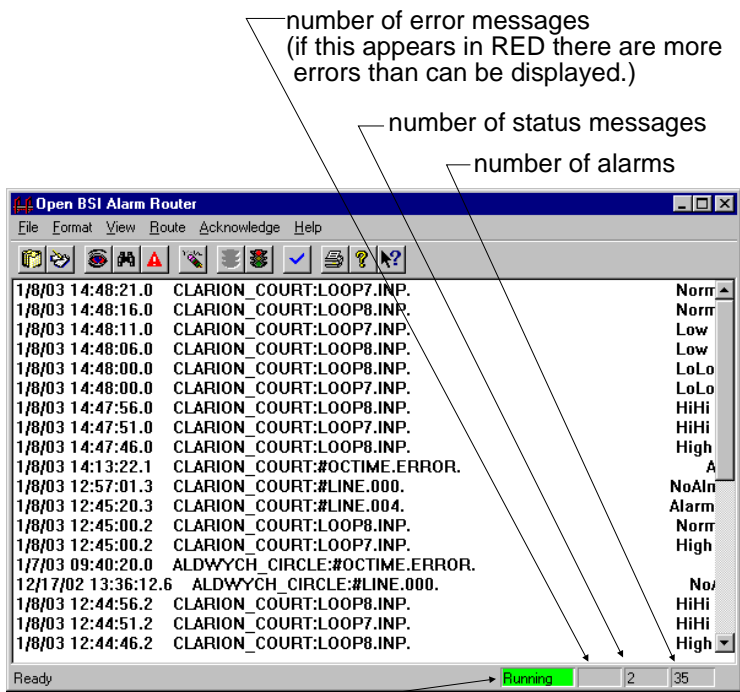 number of error messages
(if this appears in RED there are more
errors than can be displayed.)
number of status messages
number of alarms
Open BSI Alarm Router
File Format View Route Acknowledge Help
1/8/03 14:48:21.0 CLARION_COURT:LOOP7.INP. Norm
1/8/03 14:48:16.0 CLARION_COURT:LOOP8.INP. Norm
1/8/03 14:48:11.0 CLARION_COURT:LOOP7.INP. Low
1/8/03 14:48:06.0 CLARION_COURT:LOOP8.INP. Low
1/8/03 14:48:00.0 CLARION_COURT:LOOP8.INP. LoLo
1/8/03 14:48:00.0 CLARION_COURT:LOOP7.INP. LoLo
1/8/03 14:47:56.0 CLARION_COURT:LOOP8.INP. HiHi
1/8/03 14:47:51.0 CLARION_COURT:LOOP7.INP. HiHi
1/8/03 14:47:46.0 CLARION_COURT:LOOP8.INP. High
1/8/03 14:13:22.1 CLARION_COURT:#OCTIME.ERROR. A
1/8/03 12:57:01.3 CLARION_COURT:#LINE.000. NoAlm
1/8/03 12:45:20.3 CLARION_COURT:#LINE.004. Alarm
1/8/03 12:45:00.2 CLARION_COURT:LOOP8.INP. Norm
1/8/03 12:45:00.2 CLARION_COURT:LOOP7.INP. High
1/7/03 09:40:20.0 ALDWYCH_CIRCLE:#OCTIME.ERROR.
12/17/02 13:36:12.6 ALDWYCH_CIRCLE:#LINE.000. NoA
1/8/03 12:44:56.2 CLARION_COURT:LOOP8.INP. HiHi
1/8/03 12:44:51.2 CLARION_COURT:LOOP7.INP. HiHi
1/8/03 12:44:46.2 CLARION_COURT:LOOP8.INP. High
Ready Running 2 35